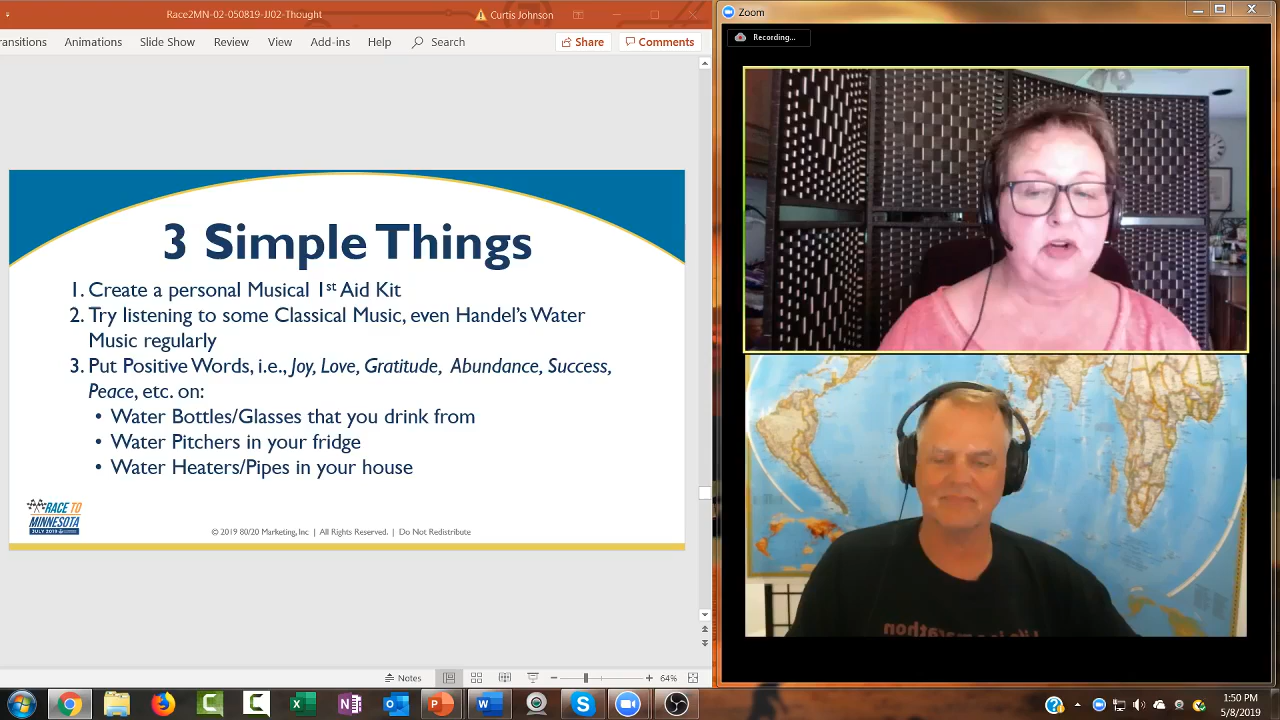 Race2MN-02-050819-JJ02-Thought
Curtis Johnson
ransitions Animations Slide Show Review View Add-ins Help Search Share Comments
3 Simple Things
1. Create a personal Musical 1st Aid Kit
2. Try listening to some Classical Music, even Handel's Water
Music regularly
3. Put Positive Words, i.e., Joy, Love, Gratitude, Abundance, Success,
Peace, etc. on:
• Water Bottles/Glasses that you drink from
• Water Pitchers in your fridge
• Water Heaters/Pipes in your house
RACE TO
MINNESOTA
JULY 2019
© 2019 80/20 Marketing, Inc | All Rights Reserved. | Do Not Redistribute
Notes
64%
Zoom
Recording...
Life is a marathon
1:50 PM
5/8/2019